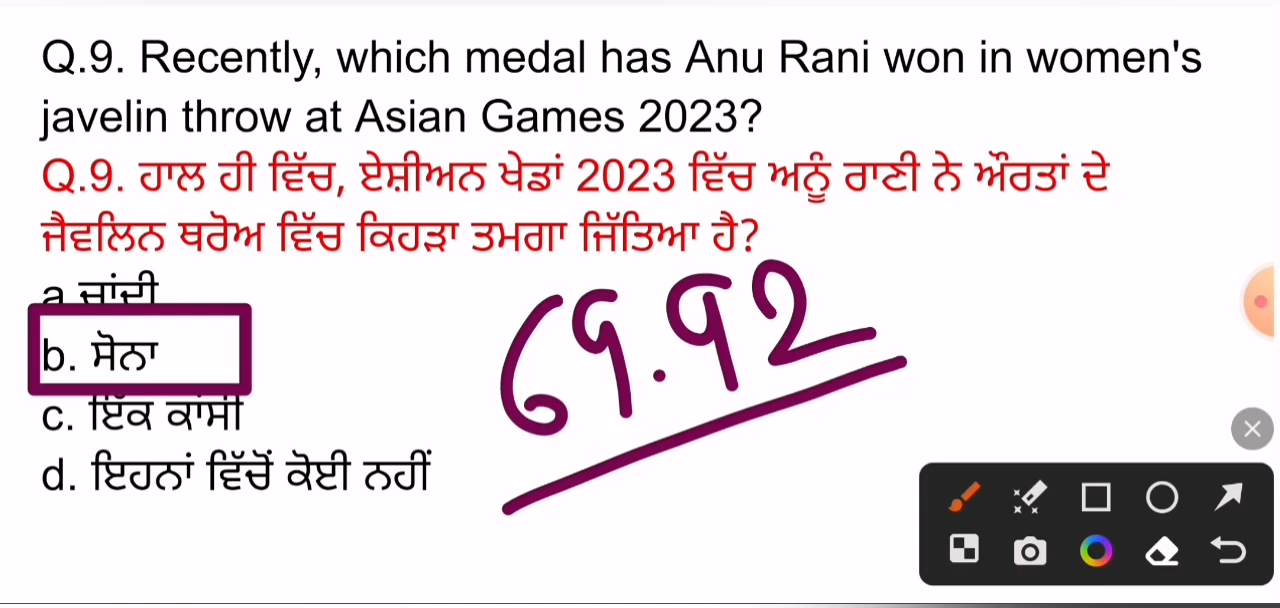 Q.9. Recently, which medal has Anu Rani won in women's
javelin throw at Asian Games 2023?
Q.9. ਹਾਲ ਹੀ ਵਿੱਚ, ਏਸ਼ੀਅਨ ਖੇਡਾਂ 2023 ਵਿੱਚ ਅਨੂੰ ਰਾਣੀ ਨੇ ਔਰਤਾਂ ਦੇ
ਜੈਵਲਿਨ ਥਰੋਅ ਵਿੱਚ ਕਿਹੜਾ ਤਮਗਾ ਜਿੱਤਿਆ ਹੈ?
a ਚਾਂਦੀ
b. ਸੋਨਾ
c. ਇੱਕ ਕਾਂਸੀ
d. ਇਹਨਾਂ ਵਿੱਚੋਂ ਕੋਈ ਨਹੀਂ
69.92